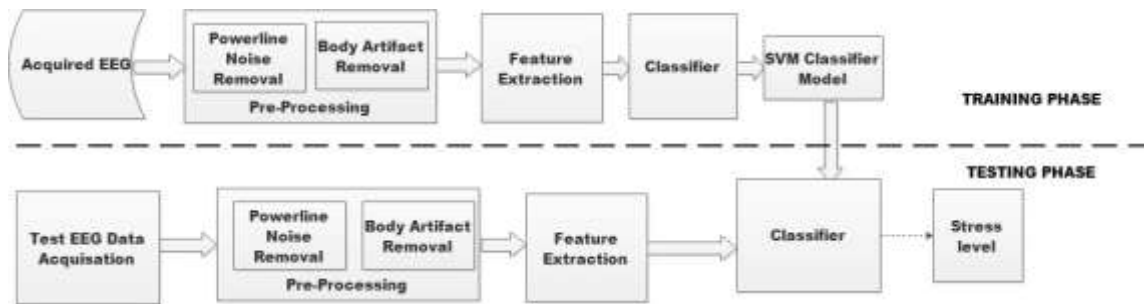 Acquired EEG
Powerline
Noise
Removal
Body Artifact
Removal
Pre-Processing
Feature
Extraction
Classifier
SVM Classifier
Model
TRAINING PHASE
TESTING PHASE
Test EEG Data
Acquisation
Powerline
Noise
Removal
Body Artifact
Removal
Pre-Processing
Feature
Extraction
Classifier
Stress
level